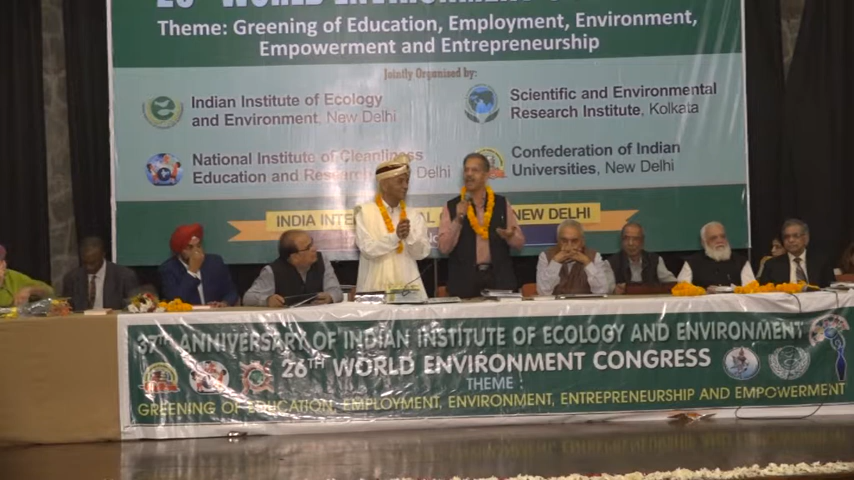 WORLD ENVIRONMENT
Theme: Greening of Education, Employment, Environment,
Empowerment and Entrepreneurship
Jointly Organised by:
Indian Institute of Ecology
and Environment, New Delhi
Scientific and Environmental
Research Institute, Kolkata
National Institute of Cleanliness
Education and Research Delhi
Confederation of Indian
Universities, New Delhi
INDIA NEW DELHI
37TH ANNIVERSARY OF INDIAN INSTITUTE OF ECOLOGY AND ENVIRONMENT
26TH WORLD ENVIRONMENT CONGRESS
THEME :
GREENING OF EDUCATION, EMPLOYMENT, ENVIRONMENT, ENTREPRENEURSHIP AND EMPOWERMENT